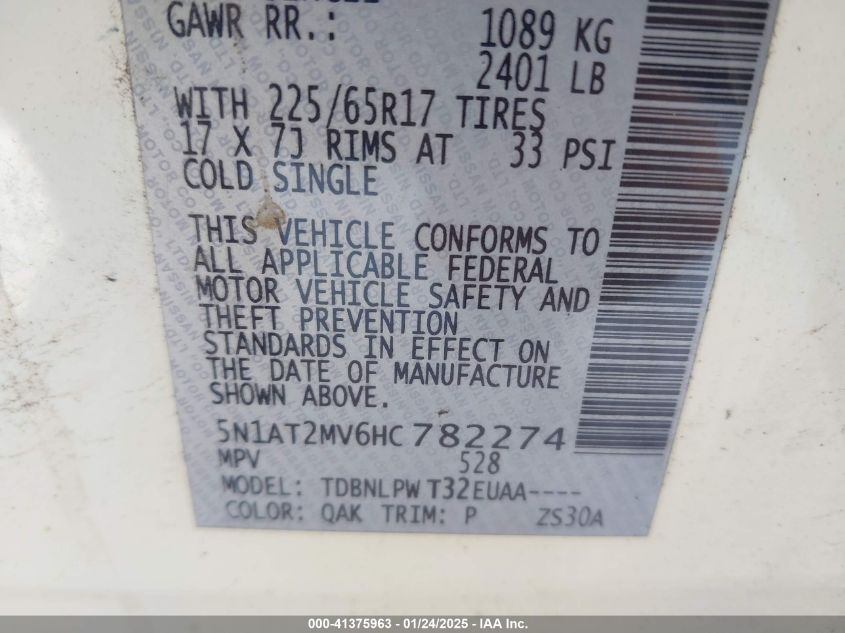 GAWR RR.: 1089 KG
2401 LB
WITH 225/65R17 TIRES
17 X 7J RIMS AT 33 PSI
COLD SINGLE
THIS VEHICLE CONFORMS TO
ALL APPLICABLE FEDERAL
MOTOR VEHICLE SAFETY AND
THEFT PREVENTION
STANDARDS IN EFFECT ON
THE DATE OF MANUFACTURE
SHOWN ABOVE.
5N1AT2MV6HC782274
MPV 528
MODEL: TDBNLPW T32EUAA----
COLOR: QAK TRIM: P ZS30A
000-41375963 - 01/24/2025 - IAA Inc.